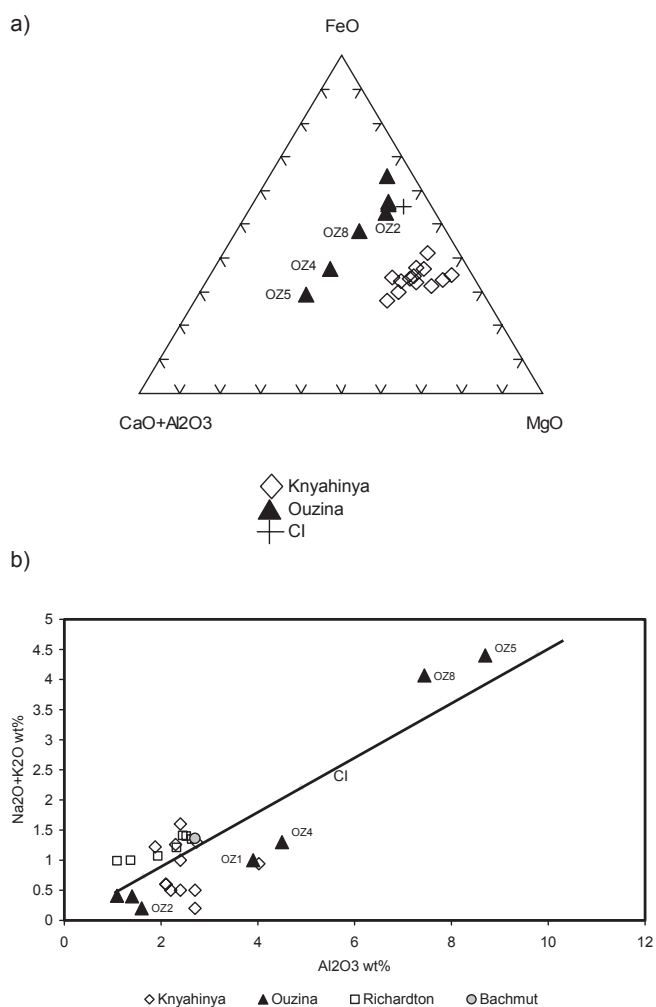 a)
FeO
OZ8
OZ2
OZ4
OZ5
CaO+Al2O3
MgO
Knyahinya
Ouzina
CI
b)
5
4.5
4
3.5
3
2.5
2
1.5
1
0.5
0
Na2O+K2O wt%
OZ5
OZ8
CI
OZ4
OZ1
OZ2
0 2 4 6 8 10 12
Al2O3 wt%
Knyahinya Ouzina Richardton Bachmut